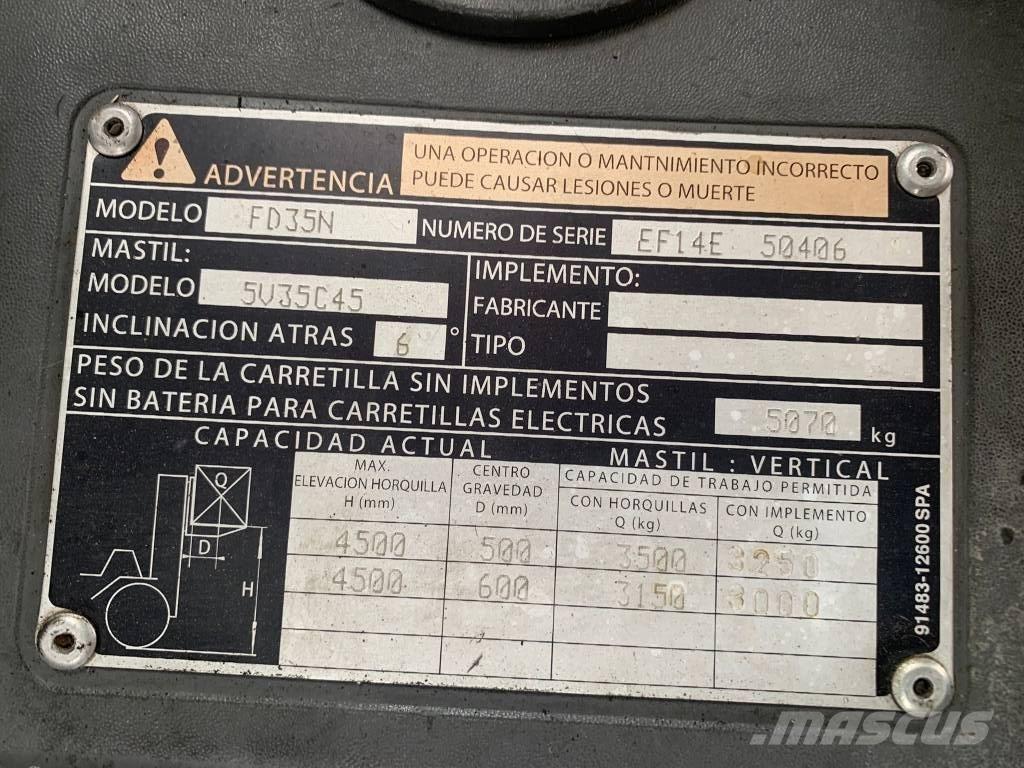 ADVERTENCIA
UNA OPERACION O MANTNIMIENTO INCORRECTO
PUEDE CAUSAR LESIONES O MUERTE
MODELO FD35N NUMERO DE SERIE EF14E 50406
MASTIL:
MODELO 5V35C45
INCLINACION ATRAS 6°
IMPLEMENTO:
FABRICANTE
TIPO
PESO DE LA CARRETILLA SIN IMPLEMENTOS
SIN BATERIA PARA CARRETILLAS ELECTRICAS 5070 kg
CAPACIDAD ACTUAL MASTIL : VERTICAL
Q
D
H
MAX.
ELEVACION HORQUILLA
H (mm)
CENTRO
GRAVEDAD
D (mm)
CAPACIDAD DE TRABAJO PERMITIDA
CON HORQUILLAS
Q (kg)
CON IMPLEMENTO
Q (kg)
4500 500 3500 3250
4500 600 3150 3000
91483-12600 SPA
MASCUS